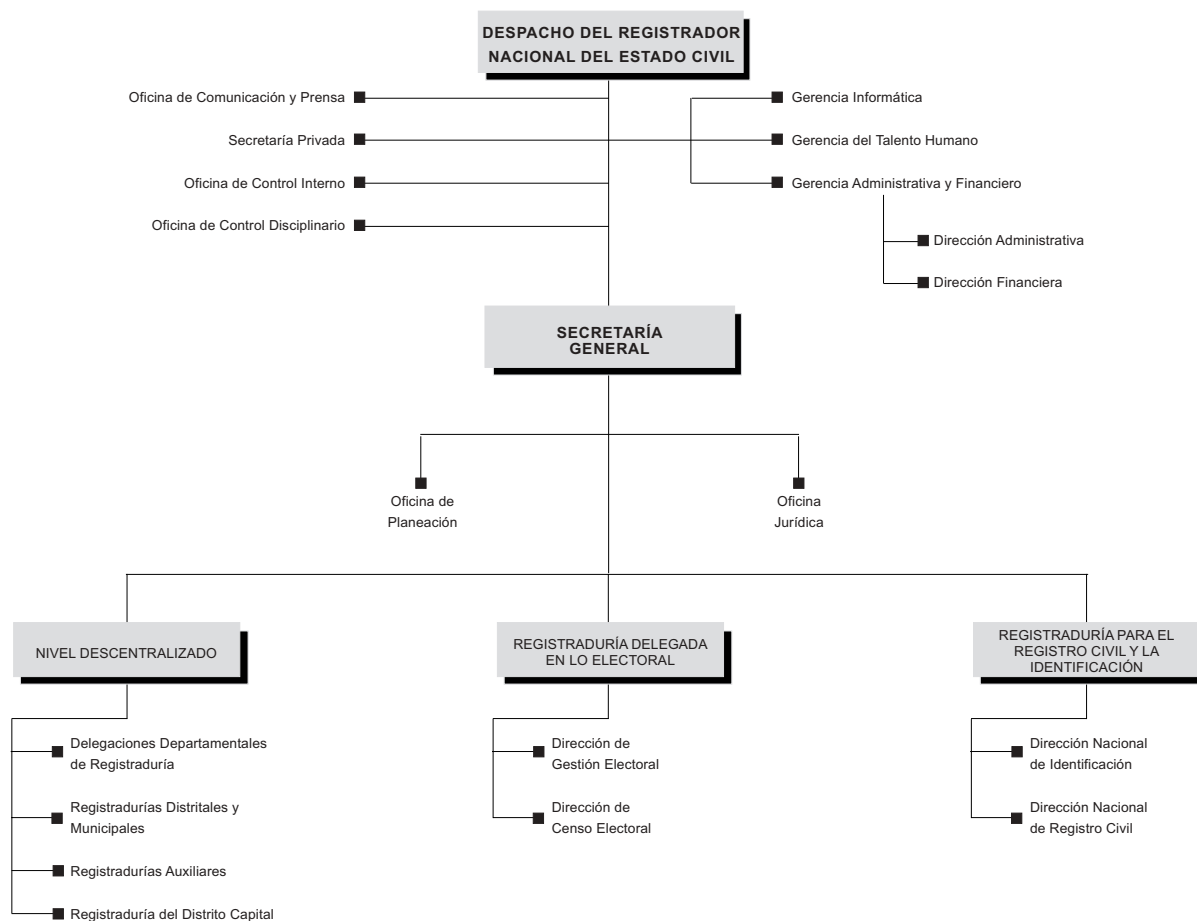 DESPACHO DEL REGISTRADOR
NACIONAL DEL ESTADO CIVIL
Oficina de Comunicación y Prensa
Secretaría Privada
Oficina de Control Interno
Oficina de Control Disciplinario
Gerencia Informática
Gerencia del Talento Humano
Gerencia Administrativa y Financiero
Dirección Administrativa
Dirección Financiera
SECRETARÍA
GENERAL
Oficina de
Planeación
Oficina
Jurídica
NIVEL DESCENTRALIZADO
Delegaciones Departamentales
de Registraduría
Registradurías Distritales y
Municipales
Registradurías Auxiliares
Registraduría del Distrito Capital
REGISTRADURÍA DELEGADA
EN LO ELECTORAL
Dirección de
Gestión Electoral
Dirección de
Censo Electoral
REGISTRADURÍA PARA EL
REGISTRO CIVIL Y LA
IDENTIFICACIÓN
Dirección Nacional
de Identificación
Dirección Nacional
de Registro Civil